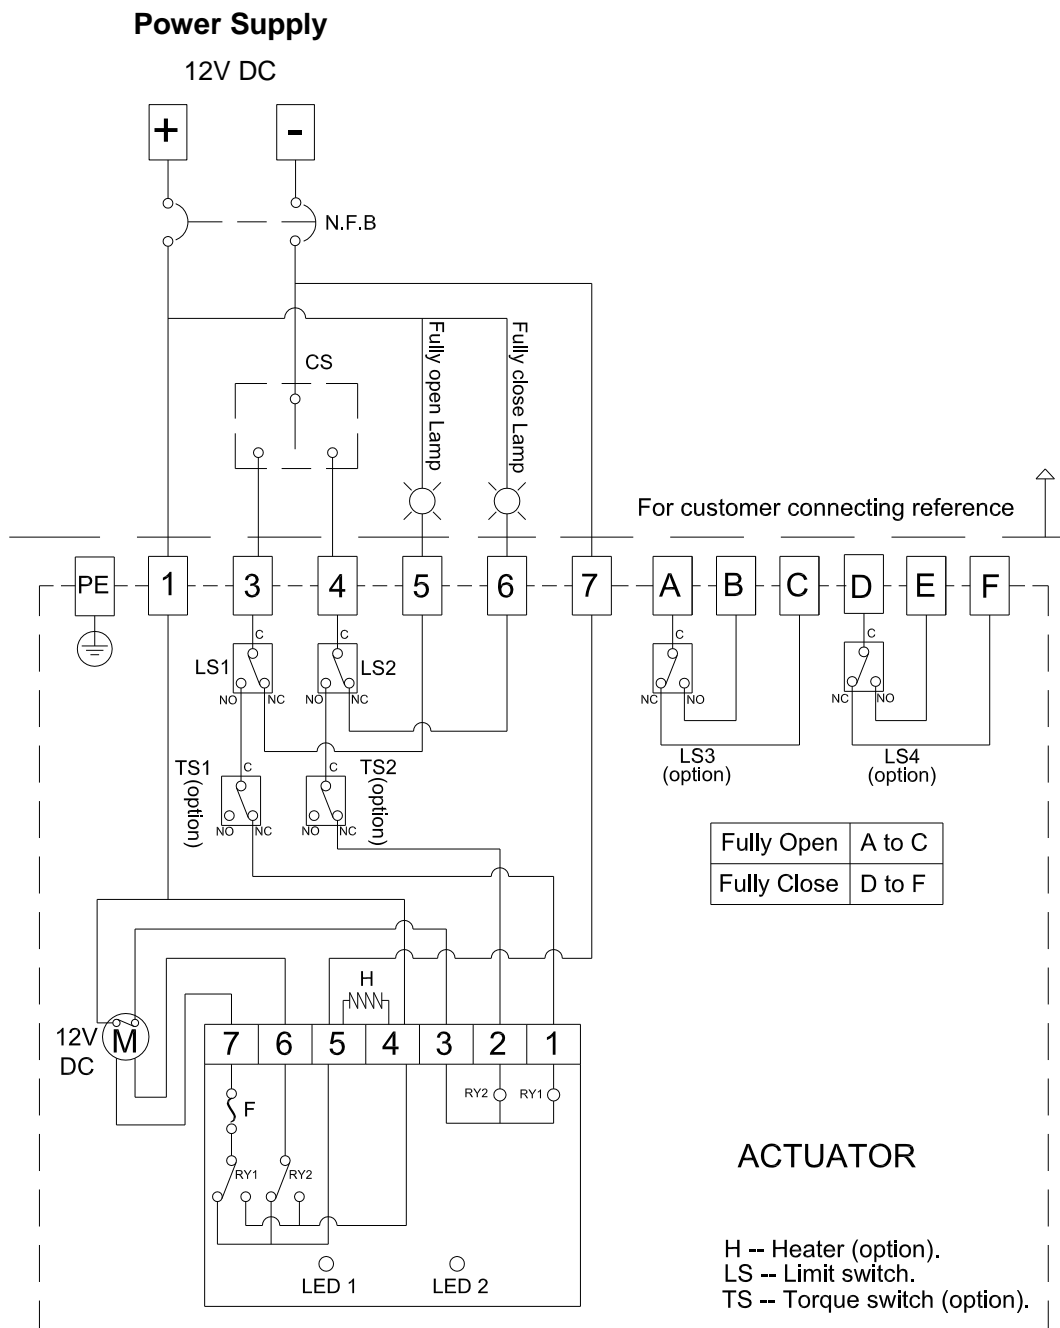 Power Supply
12V DC
+ -
N.F.B
CS
Fully open Lamp
Fully close Lamp
For customer connecting reference
PE 1 3 4 5 6 7 A B C D E F
C C C C
LS1 LS2
NO NC NO NC NC NO NC NO
TS1 (option) C C TS2 (option)
NO NC NO NC
LS3 (option)
LS4 (option)
Fully Open A to C
Fully Close D to F
H
12V DC
M
7 6 5 4 3 2 1
RY2 RY1
F
RY1 RY2
LED 1 LED 2
ACTUATOR
H -- Heater (option).
LS -- Limit switch.
TS -- Torque switch (option).